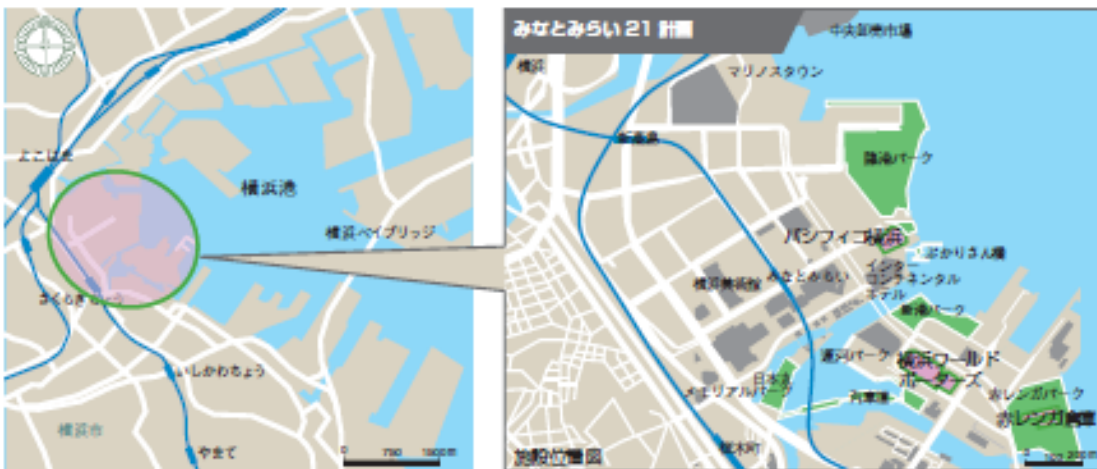 よこはま
横浜港
横浜ベイブリッジ
さくらぎちょう
いしかわちょう
横浜市
やまて
0 750 1500m
みなとみらい 21 計画
中央卸売市場
横浜
マリノスタウン
新高島
臨港パーク
パシフィコ横浜
ぷかりさん橋
インター
コンチネンタル
ホテル
みなとみらい
横浜美術館
新港パーク
運河パーク
横浜ワールド
ポーターズ
日本丸
メモリアルパーク
汽車道
赤レンガパーク
赤レンガ倉庫
桜木町
施設位置図